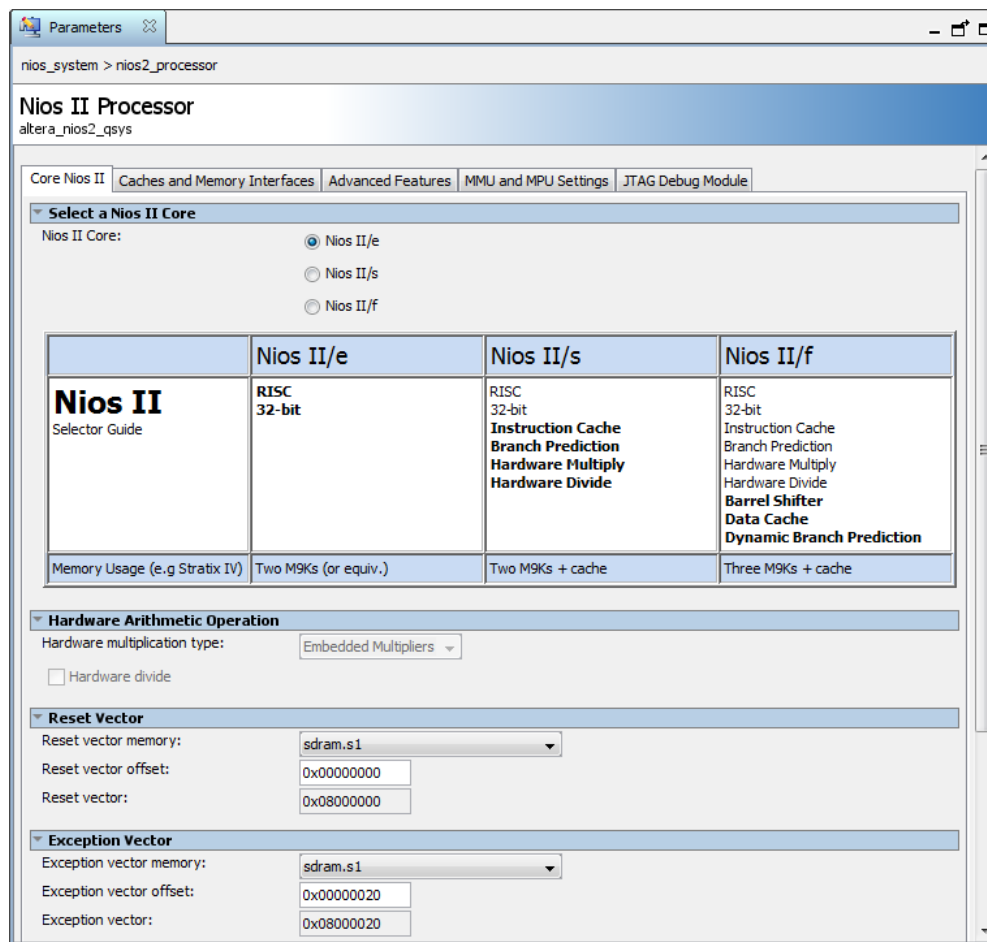 Parameters
nios_system > nios2_processor
Nios II Processor
altera_nios2_qsys
Core Nios II Caches and Memory Interfaces Advanced Features MMU and MPU Settings JTAG Debug Module
Select a Nios II Core
Nios II Core:
Nios II/e
Nios II/s
Nios II/f
Nios II/e Nios II/s Nios II/f
Nios II
Selector Guide
RISC
32-bit
RISC
32-bit
Instruction Cache
Branch Prediction
Hardware Multiply
Hardware Divide
RISC
32-bit
Instruction Cache
Branch Prediction
Hardware Multiply
Hardware Divide
Barrel Shifter
Data Cache
Dynamic Branch Prediction
Memory Usage (e.g Stratix IV) Two M9Ks (or equiv.) Two M9Ks + cache Three M9Ks + cache
Hardware Arithmetic Operation
Hardware multiplication type: Embedded Multipliers
Hardware divide
Reset Vector
Reset vector memory: sdram.s1
Reset vector offset: 0x00000000
Reset vector: 0x08000000
Exception Vector
Exception vector memory: sdram.s1
Exception vector offset: 0x00000020
Exception vector: 0x08000020